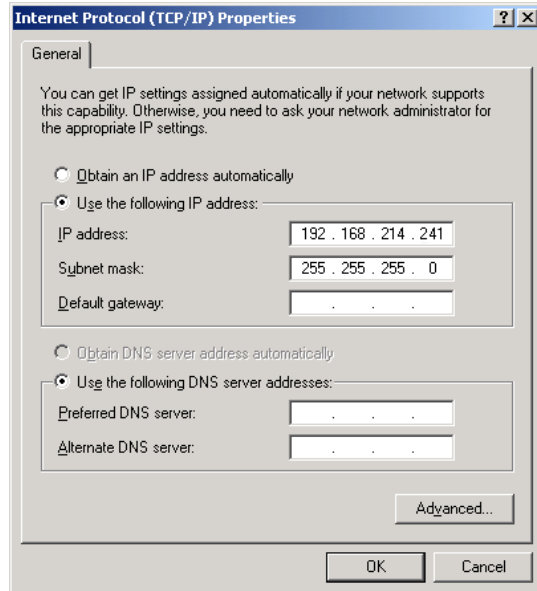 Internet Protocol (TCP/IP) Properties
? X
General
You can get IP settings assigned automatically if your network supports
this capability. Otherwise, you need to ask your network administrator for
the appropriate IP settings.
Obtain an IP address automatically
Use the following IP address:
IP address: 192 . 168 . 214 . 241
Subnet mask: 255 . 255 . 255 . 0
Default gateway: . . .
Obtain DNS server address automatically
Use the following DNS server addresses:
Preferred DNS server: . . .
Alternate DNS server: . . .
Advanced...
OK Cancel